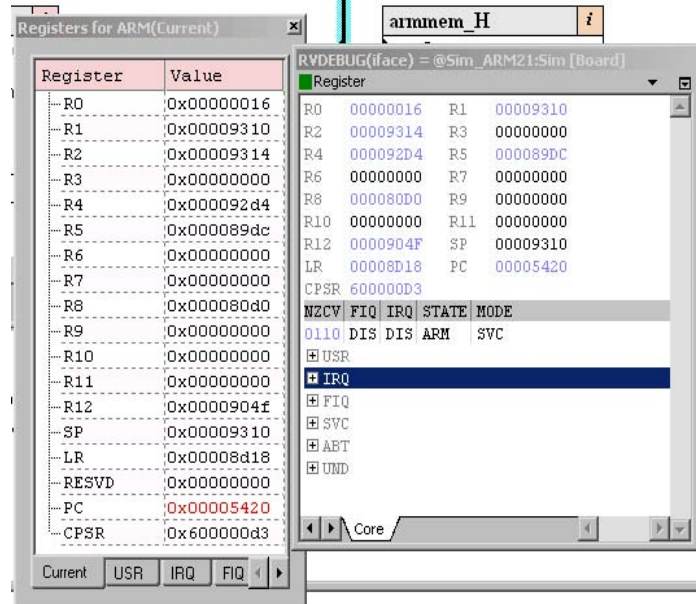 Registers for ARM(Current)
Register Value
R0 0x00000016
R1 0x00009310
R2 0x00009314
R3 0x00000000
R4 0x000092d4
R5 0x000089dc
R6 0x00000000
R7 0x00000000
R8 0x000080d0
R9 0x00000000
R10 0x00000000
R11 0x00000000
R12 0x0000904f
SP 0x00009310
LR 0x00008d18
RESVD 0x00000000
PC 0x00005420
CPSR 0x600000d3
Current USR IRQ FIQ
armmem_H i
RVDEBUG(iface) = @Sim_ARM21:Sim [Board]
Register
R0 00000016 R1 00009310
R2 00009314 R3 00000000
R4 000092D4 R5 000089DC
R6 00000000 R7 00000000
R8 000080D0 R9 00000000
R10 00000000 R11 00000000
R12 0000904F SP 00009310
LR 00008D18 PC 00005420
CPSR 600000D3
NZCV FIQ IRQ STATE MODE
0110 DIS DIS ARM SVC
USR
IRQ
FIQ
SVC
ABT
UND
Core